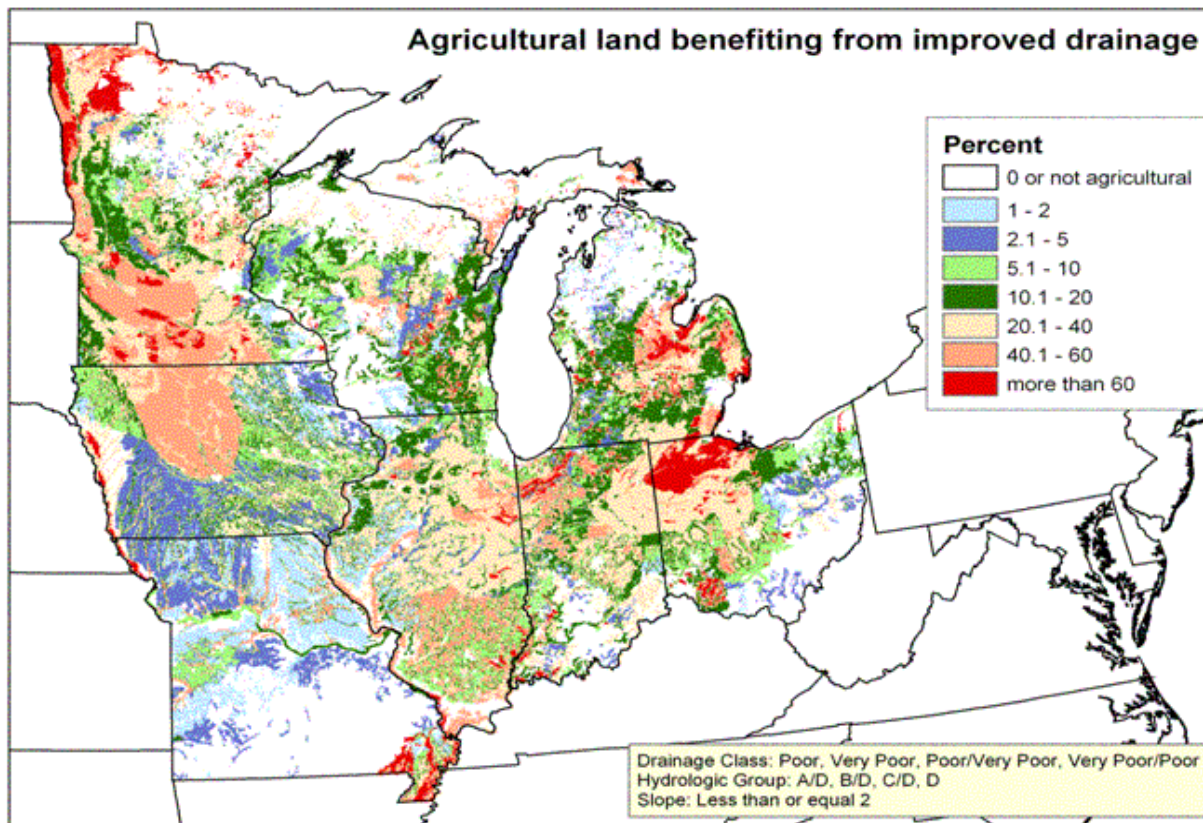 Agricultural land benefiting from improved drainage
Percent
0 or not agricultural
1 - 2
2.1 - 5
5.1 - 10
10.1 - 20
20.1 - 40
40.1 - 60
more than 60
Drainage Class: Poor, Very Poor, Poor/Very Poor, Very Poor/Poor
Hydrologic Group: A/D, B/D, C/D, D
Slope: Less than or equal 2